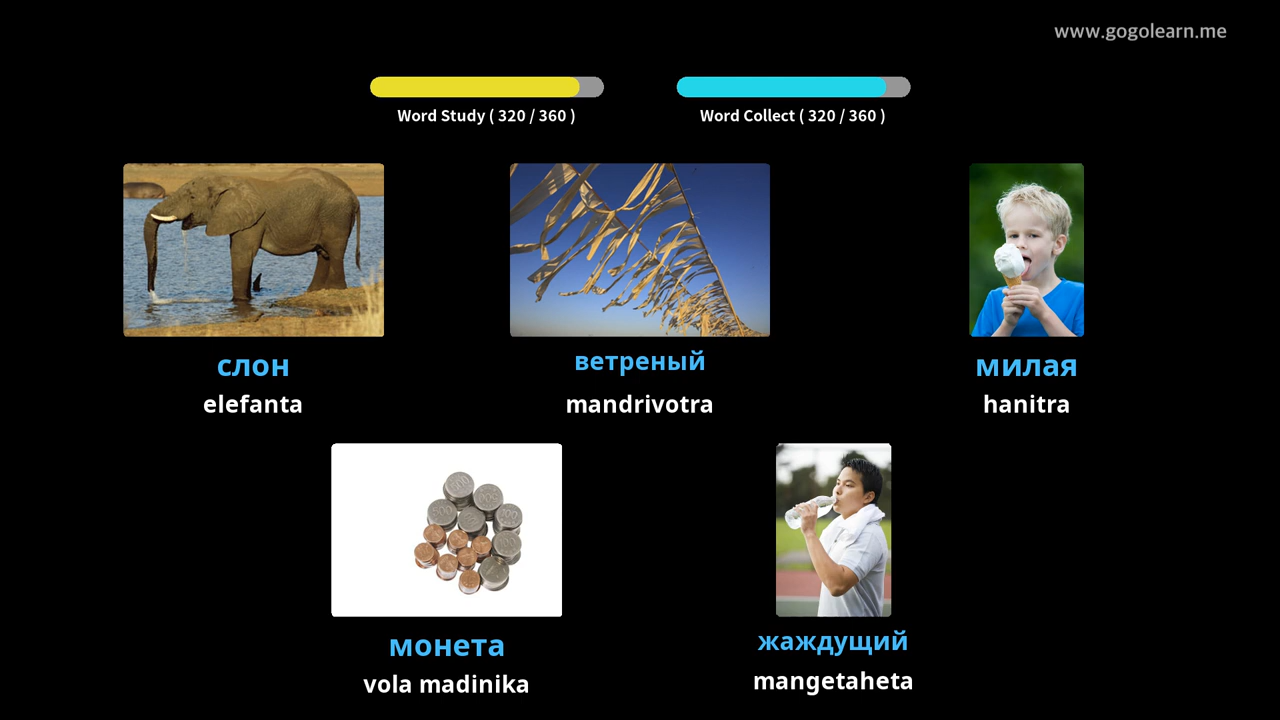 www.gogolearn.me
Word Study ( 320 / 360 )
Word Collect ( 320 / 360 )
слон
elefanta
ветреный
mandrivotra
милая
hanitra
монета
vola madinika
жаждущий
mangetaheta